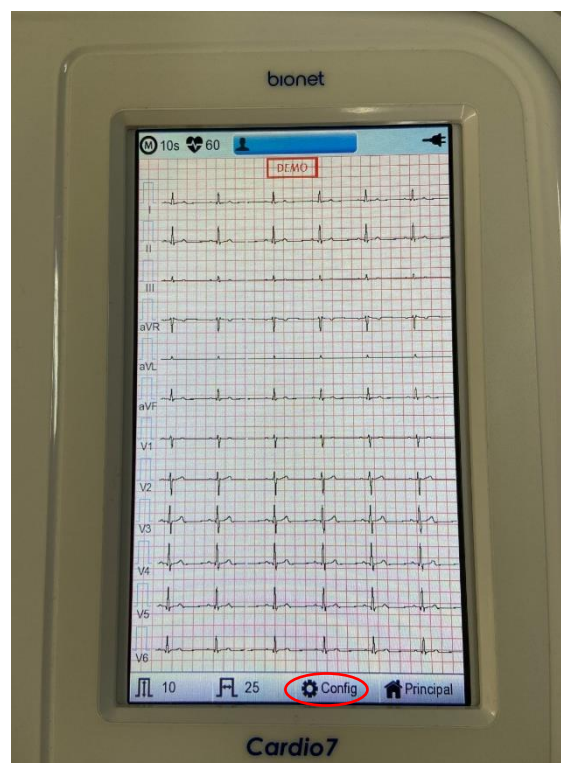 bionet
M 10s 60
DEMO
I
II
III
aVR
aVL
aVF
V1
V2
V3
V4
V5
V6
10 25 Config Principal
Cardio7